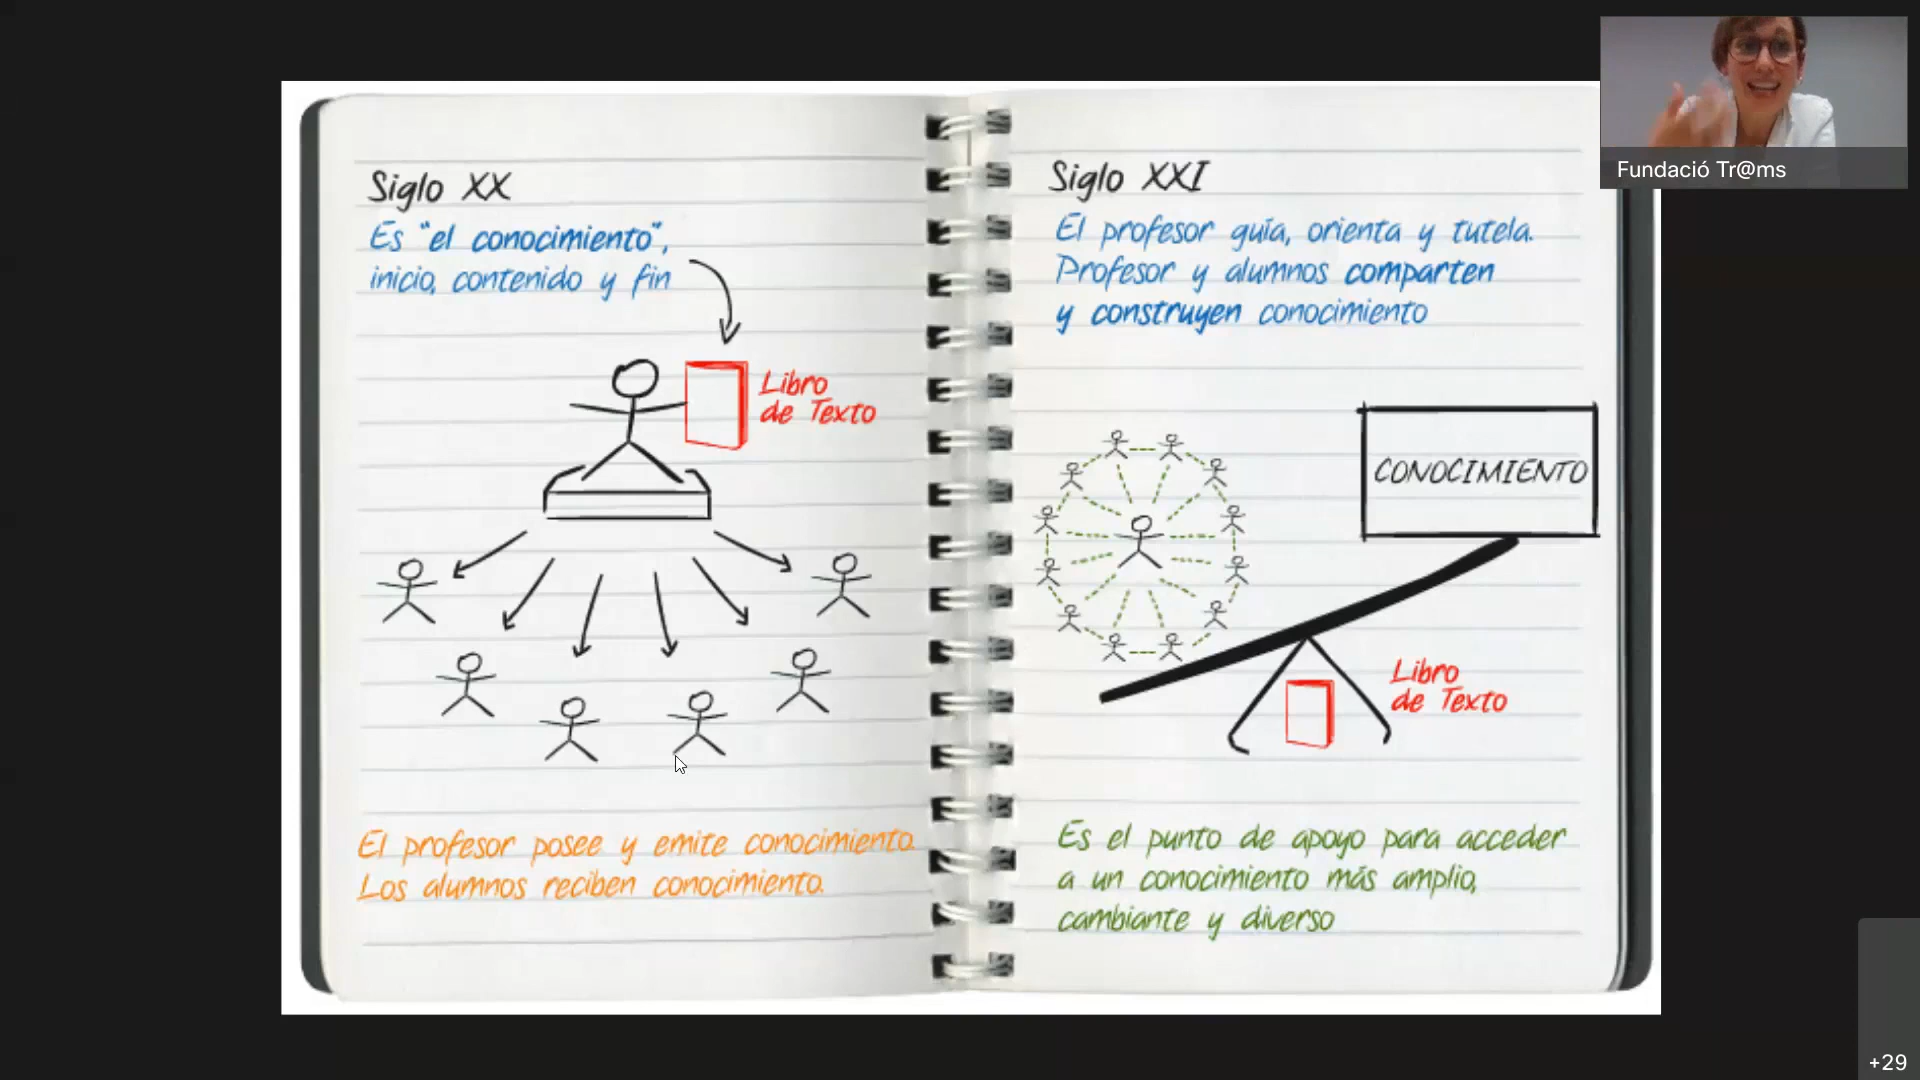 Siglo XX
Es "el conocimiento",
inicio, contenido y fin
Libro
de Texto
El profesor posee y emite conocimiento.
Los alumnos reciben conocimiento.
Siglo XXI
El profesor guía, orienta y tutela.
Profesor y alumnos comparten
y construyen conocimiento
CONOCIMIENTO
Libro
de Texto
Es el punto de apoyo para acceder
a un conocimiento más amplio,
cambiante y diverso
Fundació Tr@ms
+29